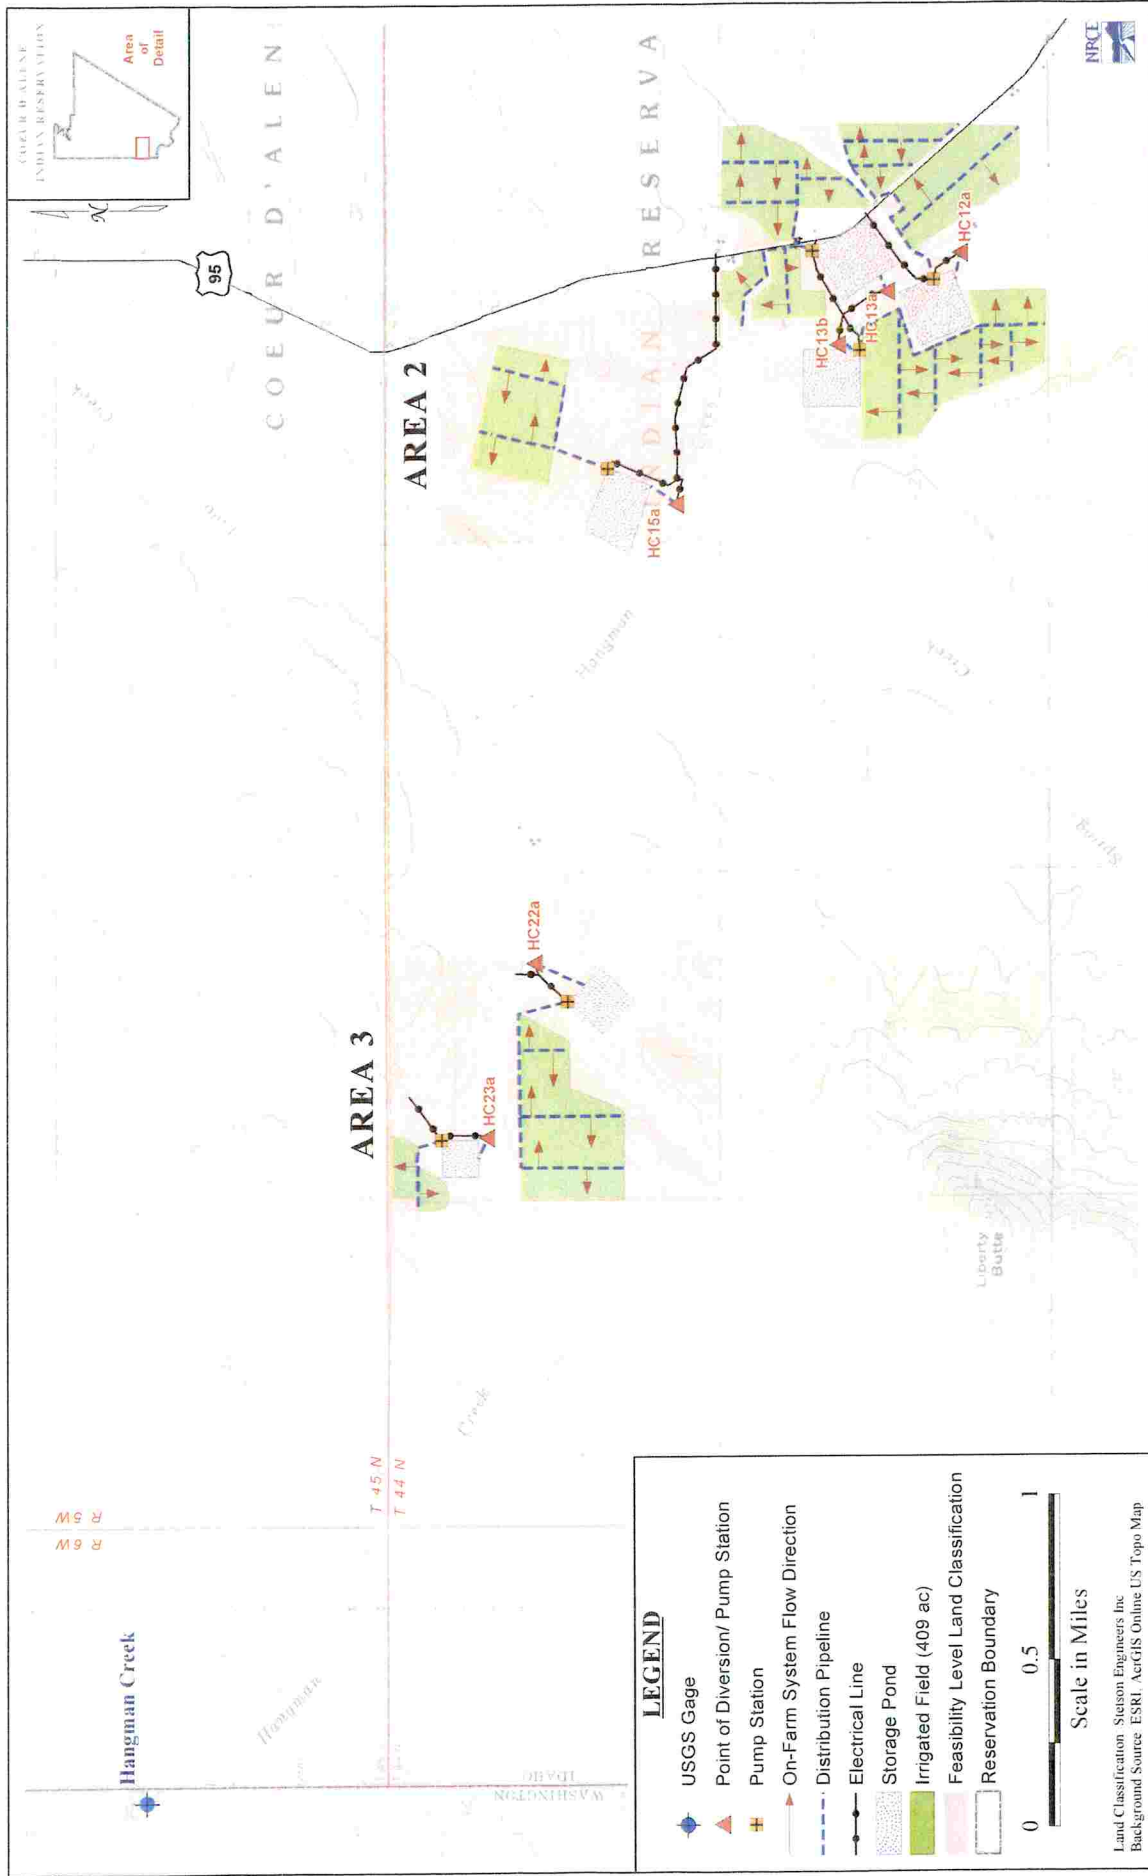 COEUR D'ALENE
INDIAN RESERVATION
Area
of
Detail
N
95
COEUR D'ALEN
INDIAN RESERVA
AREA 2
AREA 3
HC15a
HC13b
HC13a
HC12a
HC22a
HC23a
Creek
Hangman
Creek
Spring
Creek
Hangman
Liberty
Butte
R 6W
R 5W
T 45 N
T 44 N
WASHINGTON
IDAHO
Hangman Creek
LEGEND
USGS Gage
Point of Diversion/ Pump Station
Pump Station
On-Farm System Flow Direction
Distribution Pipeline
Electrical Line
Storage Pond
Irrigated Field (409 ac)
Feasibility Level Land Classification
Reservation Boundary
0 0.5 1
Scale in Miles
Land Classification Stetson Engineers Inc
Background Source ESRI, ArcGIS Online US Topo Map
NRCE